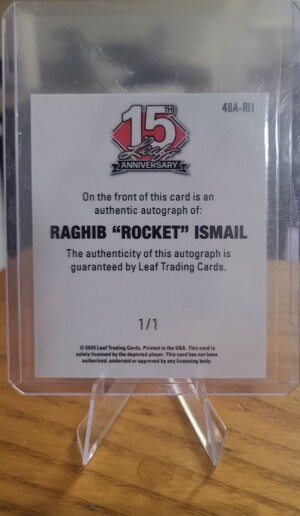 15TH
Leaf
ANNIVERSARY
48A-RI1
On the front of this card is an
authentic autograph of:
RAGHIB “ROCKET” ISMAIL
The authenticity of this autograph is
guaranteed by Leaf Trading Cards.
1/1
© 2025 Leaf Trading Cards. Printed in the USA. This card is
solely licensed by the depicted player. This card has not been
authorized, endorsed or approved by any licensing body.